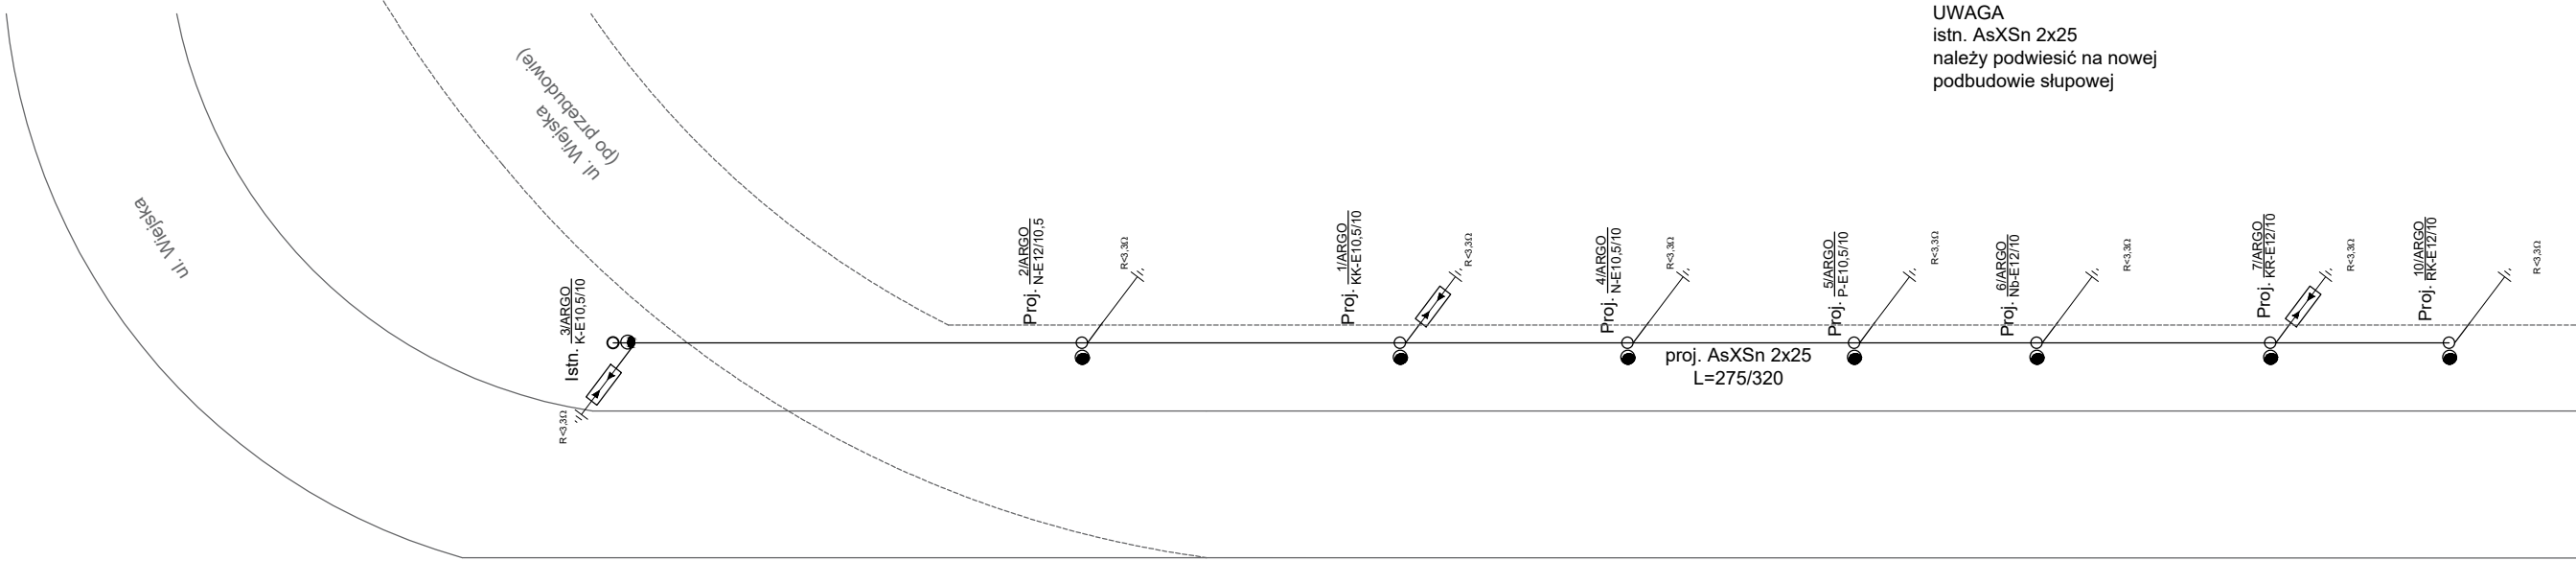 UWAGA
istn. AsXSn 2x25
należy podwiesić na nowej
podbudowie słupowej
ul. Wiejska
(po przebudowie)
ul. Wiejska
Istn. 3/ARGO
K-E10,5/10
R<3,3Ω
Proj. 2/ARGO
N-E12/10,5
R<3,3Ω
Proj. 1/ARGO
KK-E10,5/10
R<3,3Ω
Proj. 4/ARGO
N-E10,5/10
R<3,3Ω
proj. AsXSn 2x25
L=275/320
Proj. 5/ARGO
P-E10,5/10
R<3,3Ω
Proj. 6/ARGO
Nb-E12/10
R<3,3Ω
Proj. 7/ARGO
KR-E12/10
R<3,3Ω
Proj. 10/ARGO
RK-E12/10
R<3,3Ω